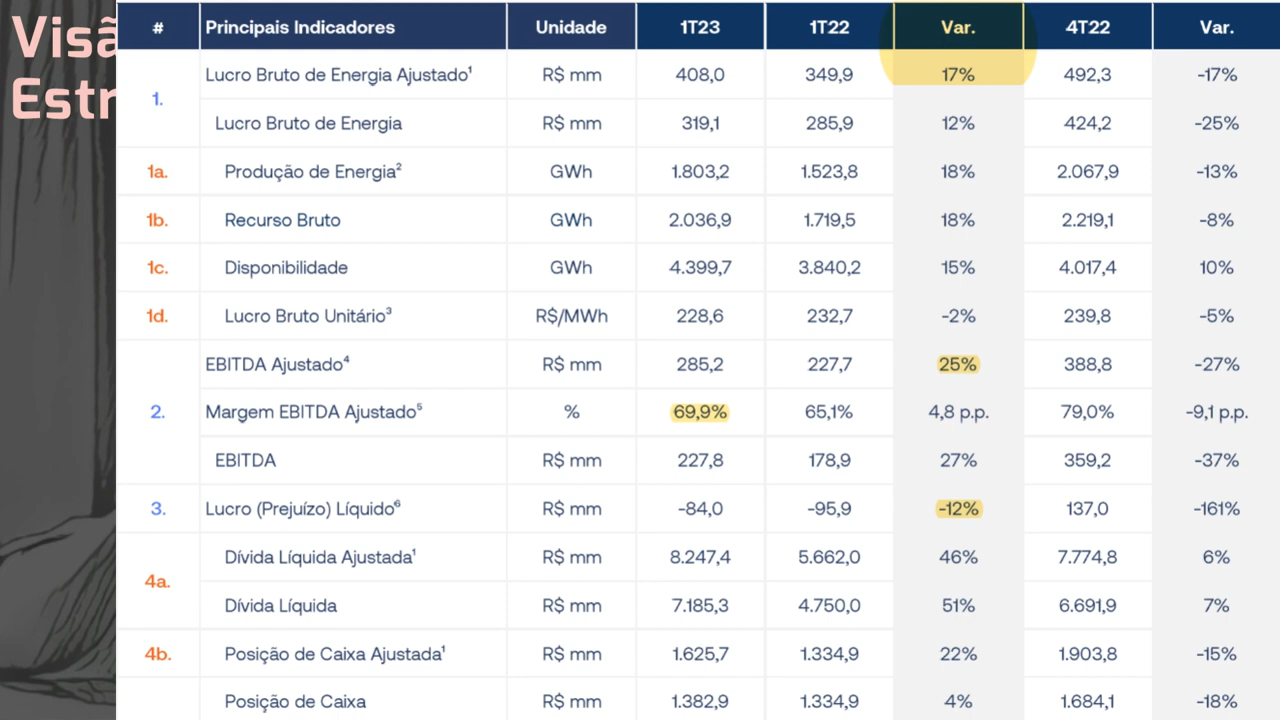 Visã
Estr
# Principais Indicadores Unidade 1T23 1T22 Var. 4T22 Var.
1. Lucro Bruto de Energia Ajustado¹ R$ mm 408,0 349,9 17% 492,3 -17%
Lucro Bruto de Energia R$ mm 319,1 285,9 12% 424,2 -25%
1a. Produção de Energia² GWh 1.803,2 1.523,8 18% 2.067,9 -13%
1b. Recurso Bruto GWh 2.036,9 1.719,5 18% 2.219,1 -8%
1c. Disponibilidade GWh 4.399,7 3.840,2 15% 4.017,4 10%
1d. Lucro Bruto Unitário³ R$/MWh 228,6 232,7 -2% 239,8 -5%
EBITDA Ajustado⁴ R$ mm 285,2 227,7 25% 388,8 -27%
2. Margem EBITDA Ajustado⁵ % 69,9% 65,1% 4,8 p.p. 79,0% -9,1 p.p.
EBITDA R$ mm 227,8 178,9 27% 359,2 -37%
3. Lucro (Prejuízo) Líquido⁶ R$ mm -84,0 -95,9 -12% 137,0 -161%
4a. Dívida Líquida Ajustada¹ R$ mm 8.247,4 5.662,0 46% 7.774,8 6%
Dívida Líquida R$ mm 7.185,3 4.750,0 51% 6.691,9 7%
4b. Posição de Caixa Ajustada¹ R$ mm 1.625,7 1.334,9 22% 1.903,8 -15%
Posição de Caixa R$ mm 1.382,9 1.334,9 4% 1.684,1 -18%